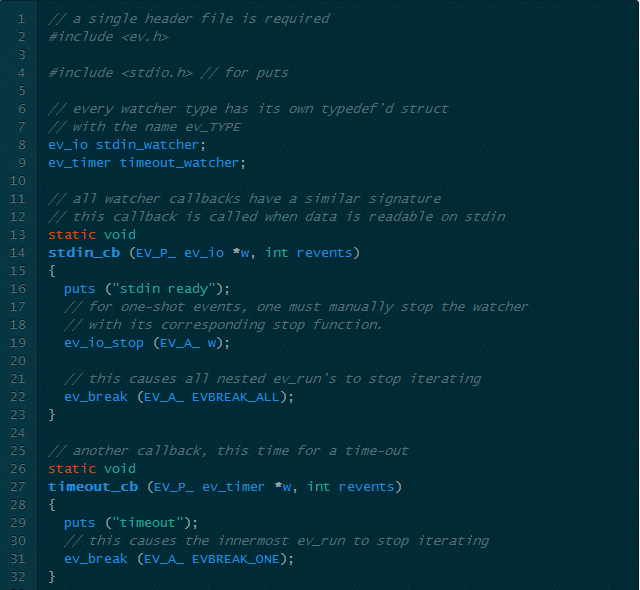 1 // a single header file is required
2 #include <ev.h>
3
4 #include <stdio.h> // for puts
5
6 // every watcher type has its own typedef'd struct
7 // with the name ev_TYPE
8 ev_io stdin_watcher;
9 ev_timer timeout_watcher;
10
11 // all watcher callbacks have a similar signature
12 // this callback is called when data is readable on stdin
13 static void
14 stdin_cb (EV_P_ ev_io *w, int revents)
15 {
16   puts ("stdin ready");
17   // for one-shot events, one must manually stop the watcher
18   // with its corresponding stop function.
19   ev_io_stop (EV_A_ w);
20
21   // this causes all nested ev_run's to stop iterating
22   ev_break (EV_A_ EVBREAK_ALL);
23 }
24
25 // another callback, this time for a time-out
26 static void
27 timeout_cb (EV_P_ ev_timer *w, int revents)
28 {
29   puts ("timeout");
30   // this causes the innermost ev_run to stop iterating
31   ev_break (EV_A_ EVBREAK_ONE);
32 }